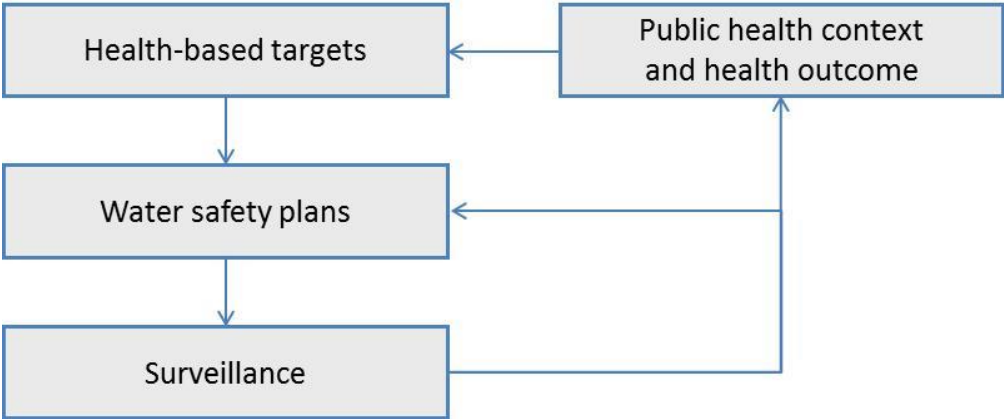 Health-based targets
Public health context
and health outcome
Water safety plans
Surveillance